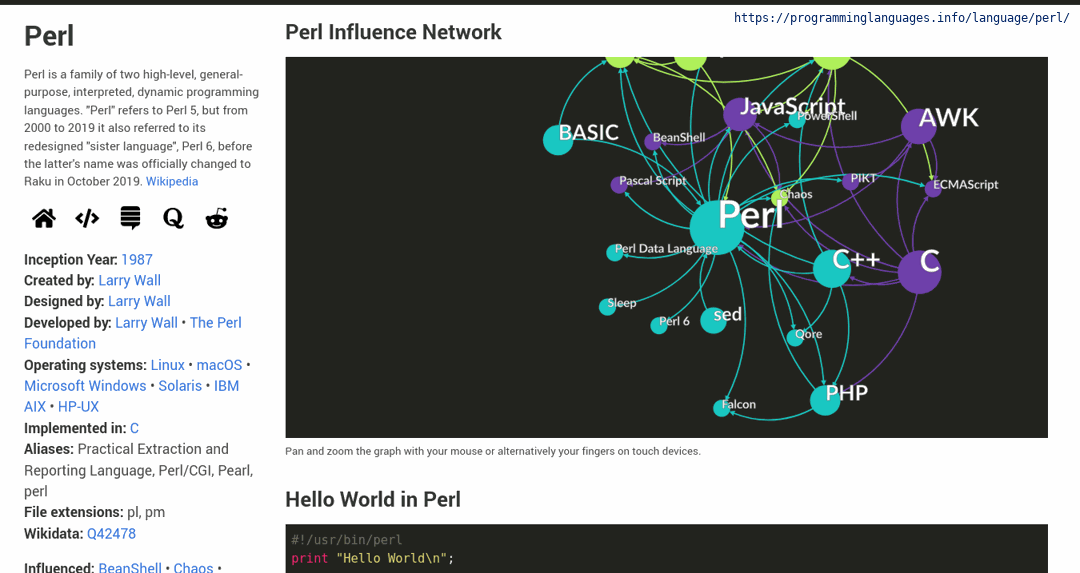 https://programminglanguages.info/language/perl/
Perl
Perl is a family of two high-level, general-
purpose, interpreted, dynamic programming
languages. "Perl" refers to Perl 5, but from
2000 to 2019 it also referred to its
redesigned "sister language", Perl 6, before
the latter's name was officially changed to
Raku in October 2019. Wikipedia
Inception Year: 1987
Created by: Larry Wall
Designed by: Larry Wall
Developed by: Larry Wall • The Perl
Foundation
Operating systems: Linux • macOS •
Microsoft Windows • Solaris • IBM
AIX • HP-UX
Implemented in: C
Aliases: Practical Extraction and
Reporting Language, Perl/CGI, Pearl,
perl
File extensions: pl, pm
Wikidata: Q42478
Influenced: BeanShell • Chaos •
Perl Influence Network
JavaScript
PowerShell
AWK
BASIC
BeanShell
Pascal Script
PIKT
ECMAScript
Chaos
Perl
Perl Data Language
C++
C
Sleep
Perl 6
sed
Qore
PHP
Falcon
Pan and zoom the graph with your mouse or alternatively your fingers on touch devices.
Hello World in Perl
#!/usr/bin/perl
print "Hello World\n";